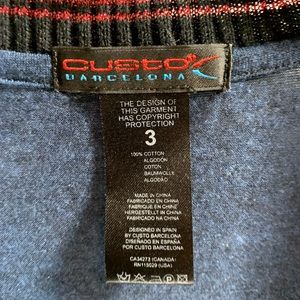 CUSTO
BARCELONA
THE DESIGN OF
THIS GARMENT
HAS COPYRIGHT
PROTECTION
3
100% COTTON
ALGODÓN
COTON
BAUMWOLLE
ALGODÃO
MADE IN CHINA
FABRICADO EN CHINA
FABRIQUE EN CHINE
HERGESTELLT IN CHINA
FABRICADO NA CHINA
DESIGNED IN SPAIN
BY CUSTO BARCELONA
DISEÑADO EN ESPAÑA
POR CUSTO BARCELONA
CA34273 (CANADA)
RN115029 (USA)